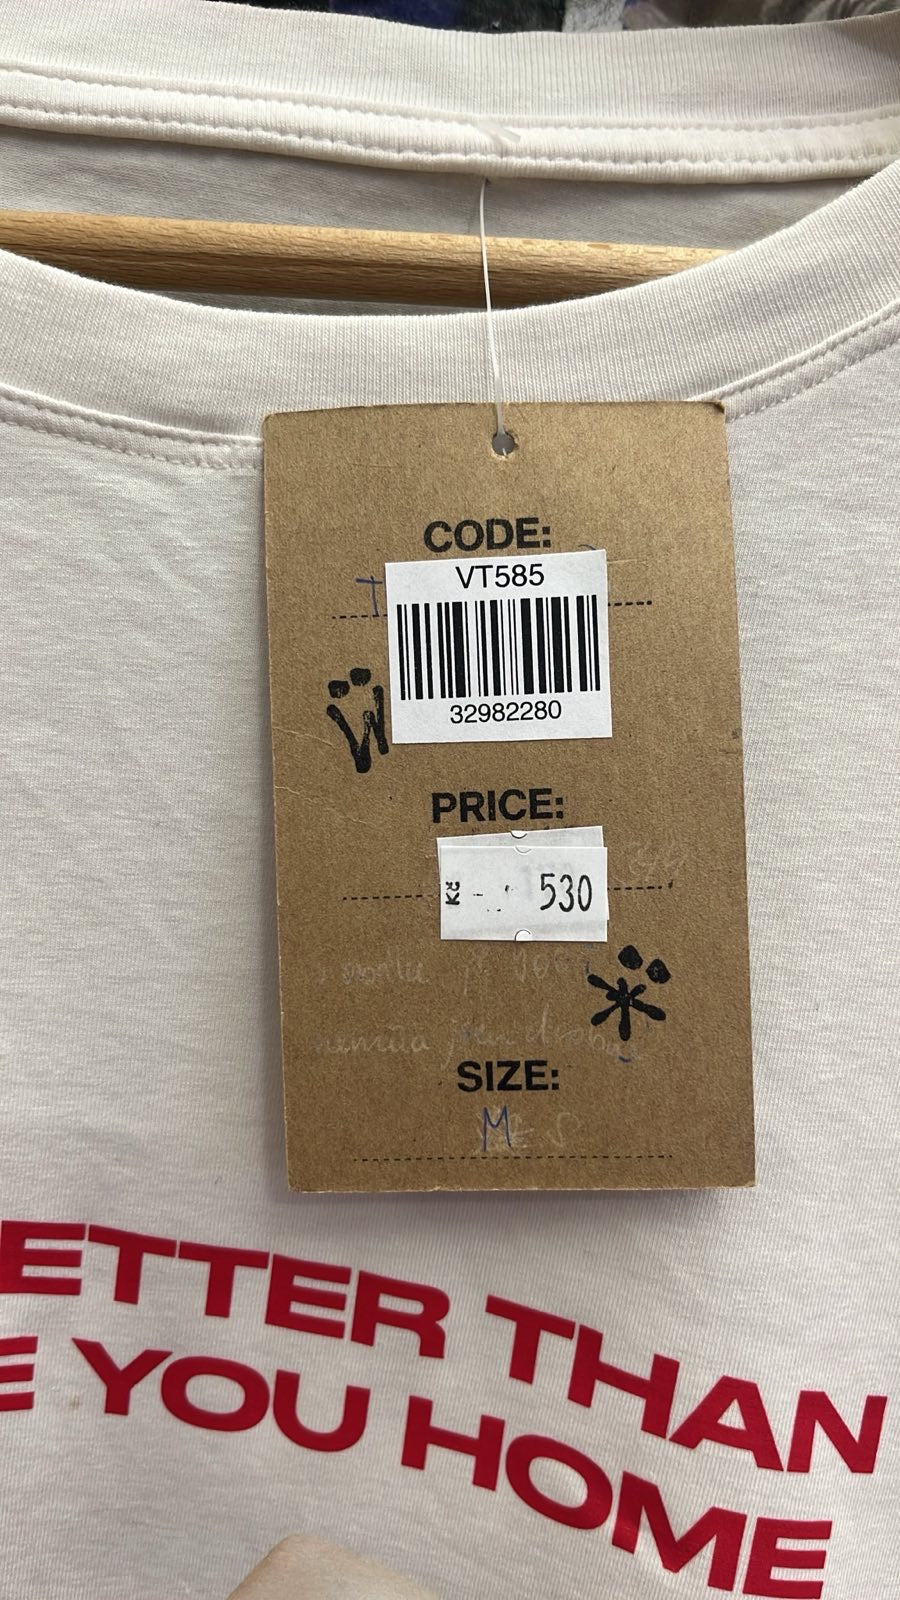 CODE:
VT585
32982280
PRICE:
Kč - 530
SIZE:
M
ETTER THAN
E YOU HOME